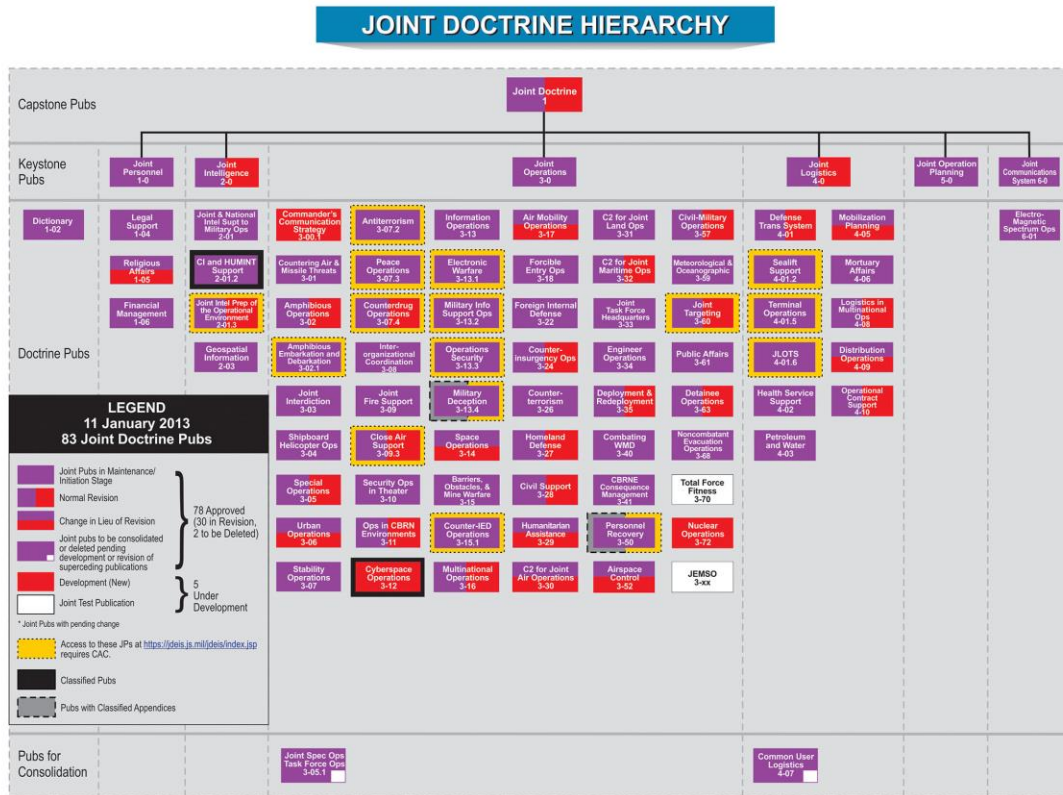 JOINT DOCTRINE HIERARCHY
Capstone Pubs
Joint Doctrine
1
Keystone
Pubs
Joint
Personnel
1-0
Joint
Intelligence
2-0
Joint
Operations
3-0
Joint
Logistics
4-0
Joint Operation
Planning
5-0
Joint
Communications
System 6-0
Doctrine Pubs
Dictionary
1-02
Legal
Support
1-04
Joint & National
Intel Supt to
Military Ops
2-01
Commander's
Communication
Strategy
3-00.1
Antiterrorism
3-07.2
Information
Operations
3-13
Air Mobility
Operations
3-17
C2 for Joint
Land Ops
3-31
Civil-Military
Operations
3-57
Defense
Trans System
4-01
Mobilization
Planning
4-05
Electro-
Magnetic
Spectrum Ops
6-01
Religious
Affairs
1-05
CI and HUMINT
Support
2-01.2
Countering Air &
Missile Threats
3-01
Peace
Operations
3-07.3
Electronic
Warfare
3-13.1
Forcible
Entry Ops
3-18
C2 for Joint
Maritime Ops
3-32
Meteorological &
Oceanographic
3-59
Sealift
Support
4-01.2
Mortuary
Affairs
4-06
Financial
Management
1-06
Joint Intel Prep of
the Operational
Environment
2-01.3
Amphibious
Operations
3-02
Counterdrug
Operations
3-07.4
Military Info
Support Ops
3-13.2
Foreign Internal
Defense
3-22
Joint
Task Force
Headquarters
3-33
Joint
Targeting
3-60
Terminal
Operations
4-01.5
Logistics in
Multinational
Ops
4-08
Geospatial
Information
2-03
Amphibious
Embarkation and
Debarkation
3-02.1
Inter-
organizational
Coordination
3-08
Operations
Security
3-13.3
Counter-
insurgency Ops
3-24
Engineer
Operations
3-34
Public Affairs
3-61
JLOTS
4-01.6
Distribution
Operations
4-09
Joint
Interdiction
3-03
Joint
Fire Support
3-09
Military
Deception
3-13.4
Counter-
terrorism
3-26
Deployment &
Redeployment
3-35
Detainee
Operations
3-63
Health Service
Support
4-02
Operational
Contract
Support
4-10
Shipboard
Helicopter Ops
3-04
Close Air
Support
3-09.3
Space
Operations
3-14
Homeland
Defense
3-27
Combating
WMD
3-40
Noncombatant
Evacuation
Operations
3-68
Petroleum
and Water
4-03
Special
Operations
3-05
Security Ops
in Theater
3-10
Barriers,
Obstacles, &
Mine Warfare
3-15
Civil Support
3-28
CBRNE
Consequence
Management
3-41
Total Force
Fitness
3-70
Urban
Operations
3-06
Ops in CBRN
Environments
3-11
Counter-IED
Operations
3-15.1
Humanitarian
Assistance
3-29
Personnel
Recovery
3-50
Nuclear
Operations
3-72
Stability
Operations
3-07
Cyberspace
Operations
3-12
Multinational
Operations
3-16
C2 for Joint
Air Operations
3-30
Airspace
Control
3-52
JEMSO
3-xx
LEGEND
11 January 2013
83 Joint Doctrine Pubs
Joint Pubs in Maintenance/
Initiation Stage
Normal Revision
Change in Lieu of Revision
Joint pubs to be consolidated
or deleted pending
development or revision of
superceding publications
78 Approved
(30 in Revision,
2 to be Deleted)
Development (New)
Joint Test Publication
5
Under
Development
* Joint Pubs with pending change
Access to these JPs at https://jdeis.js.mil/jdeis/index.jsp
requires CAC.
Classified Pubs
Pubs with Classified Appendices
Pubs for
Consolidation
Joint Spec Ops
Task Force Ops
3-05.1
Common User
Logistics
4-07